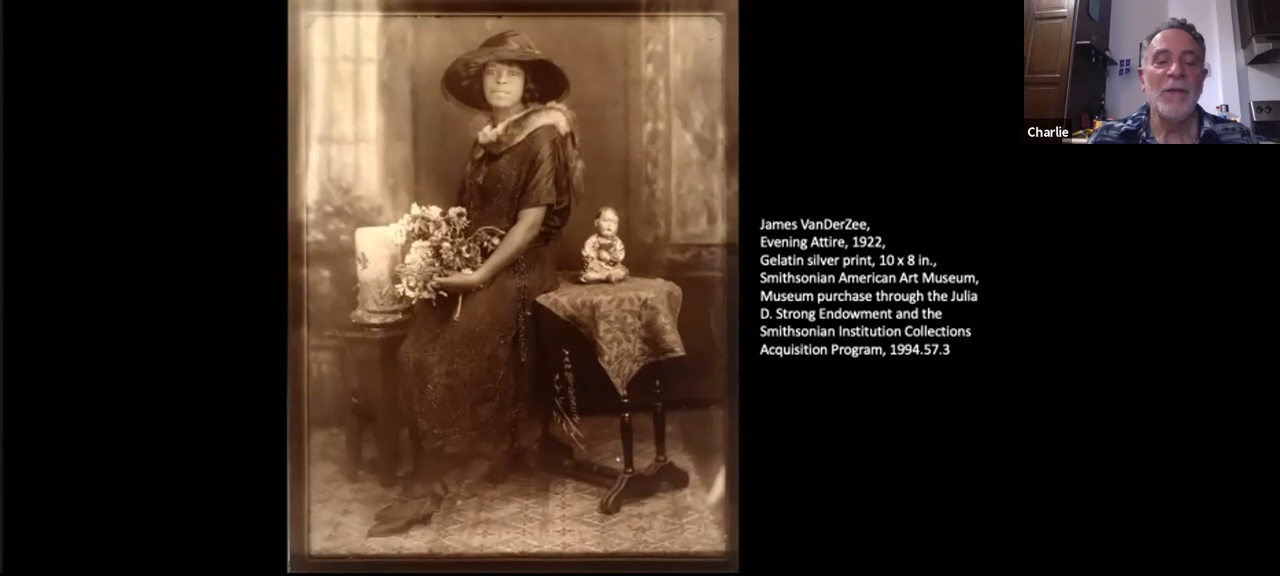 James VanDerZee,
Evening Attire, 1922,
Gelatin silver print, 10 x 8 in.,
Smithsonian American Art Museum,
Museum purchase through the Julia
D. Strong Endowment and the
Smithsonian Institution Collections
Acquisition Program, 1994.57.3
Charlie